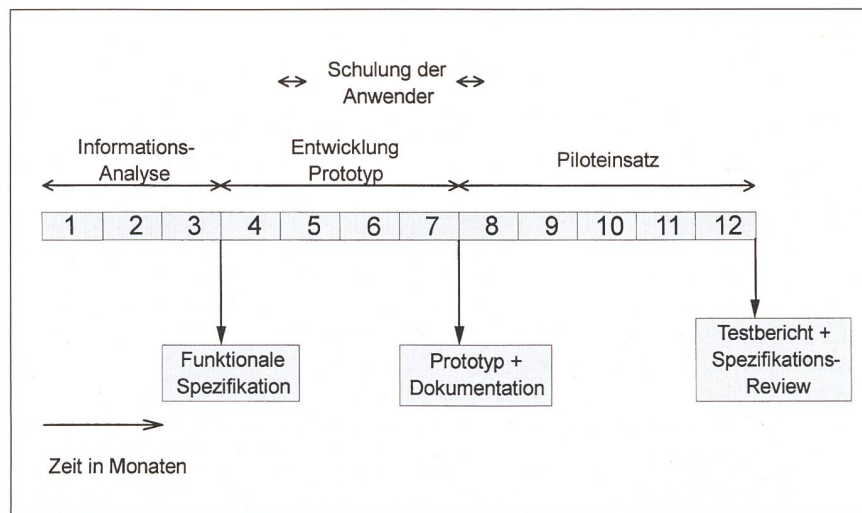 Schulung der
Anwender
Informations-
Analyse
Entwicklung
Prototyp
Piloteinsatz
1 2 3 4 5 6 7 8 9 10 11 12
Funktionale
Spezifikation
Prototyp +
Dokumentation
Testbericht +
Spezifikations-
Review
Zeit in Monaten